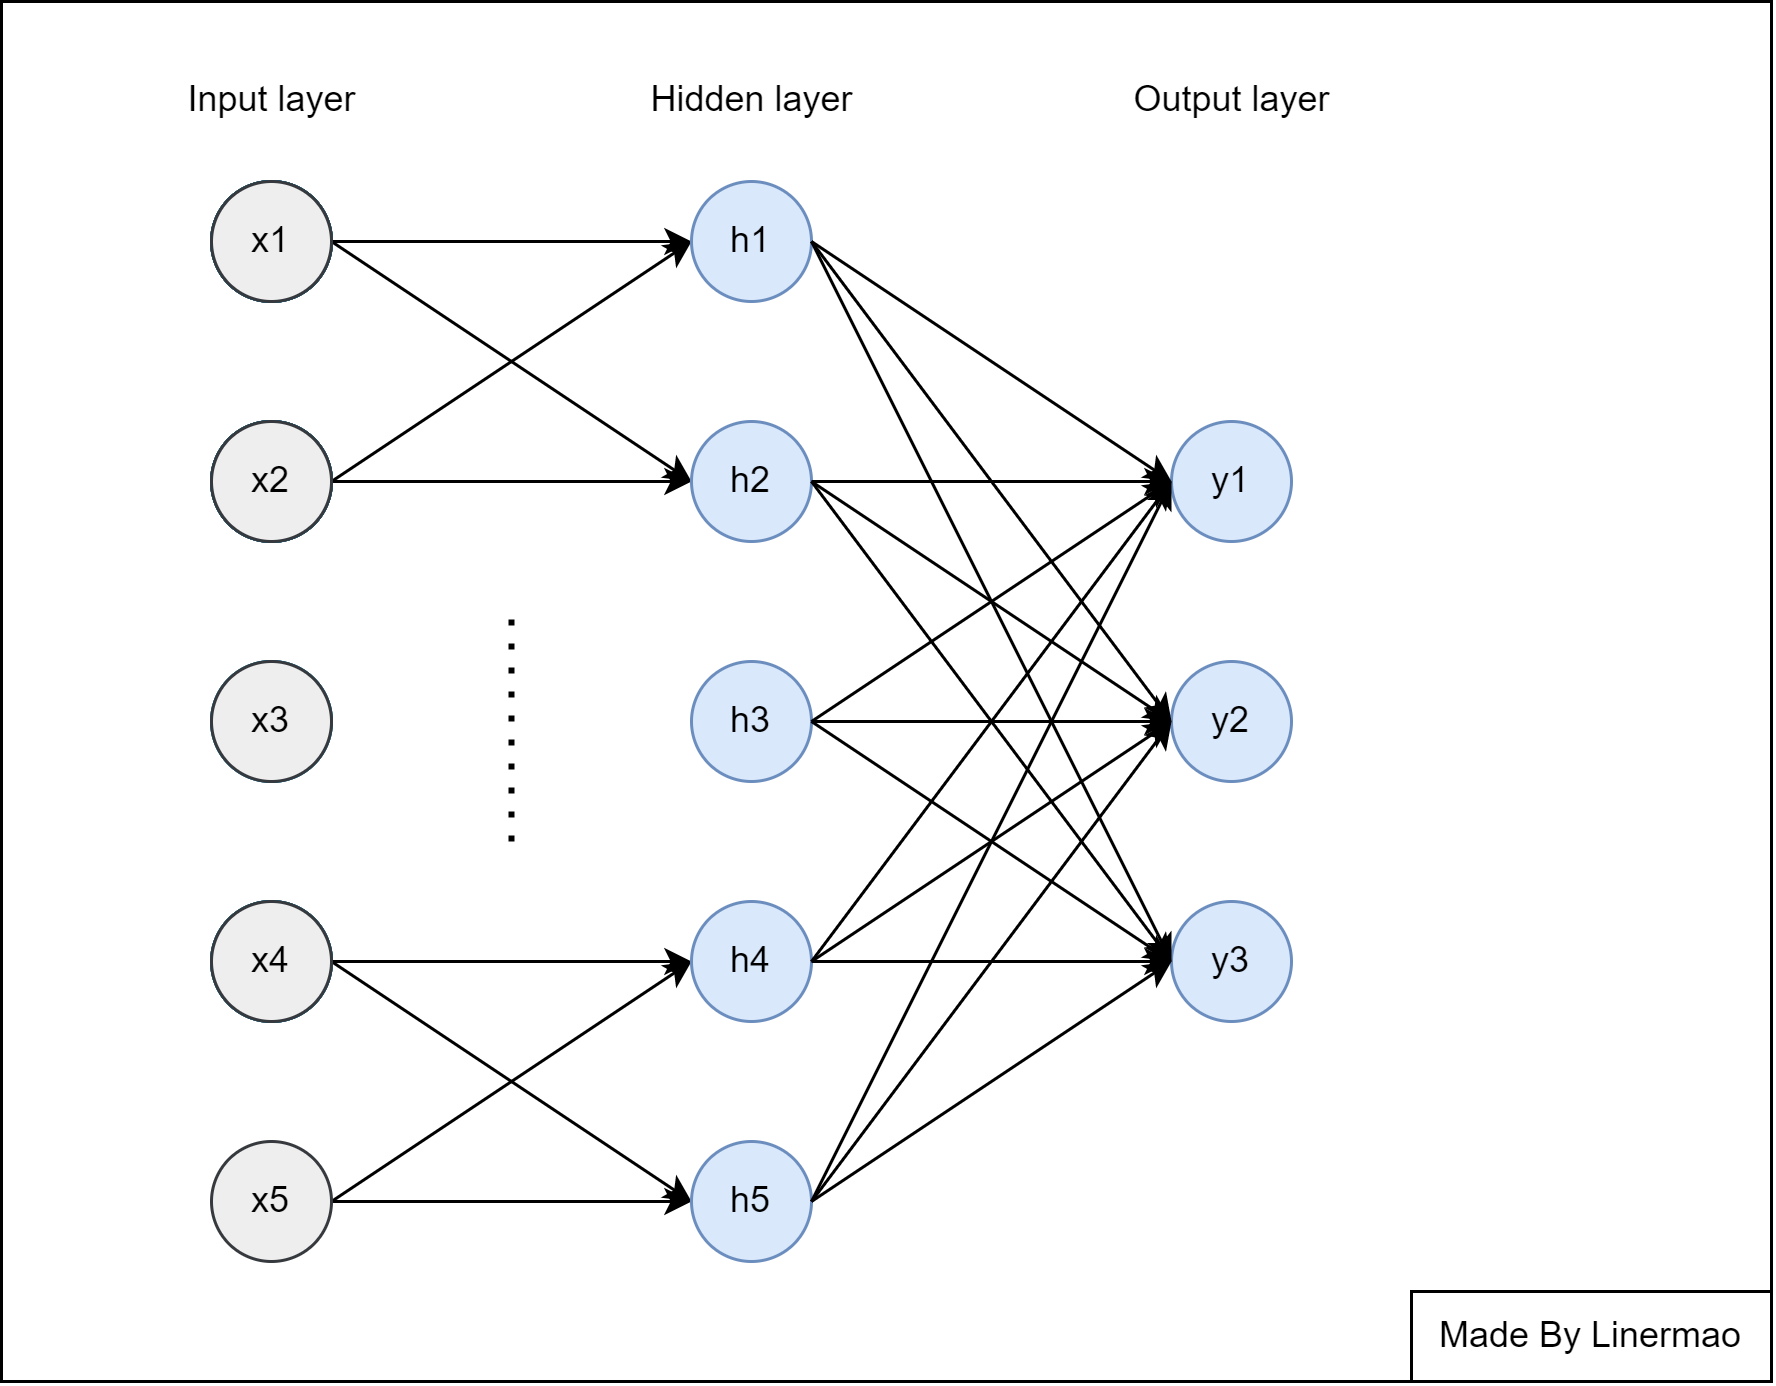 Input layer
Hidden layer
Output layer
x1
h1
x2
h2
y1
x3
h3
y2
x4
h4
y3
x5
h5
Made By Linermao